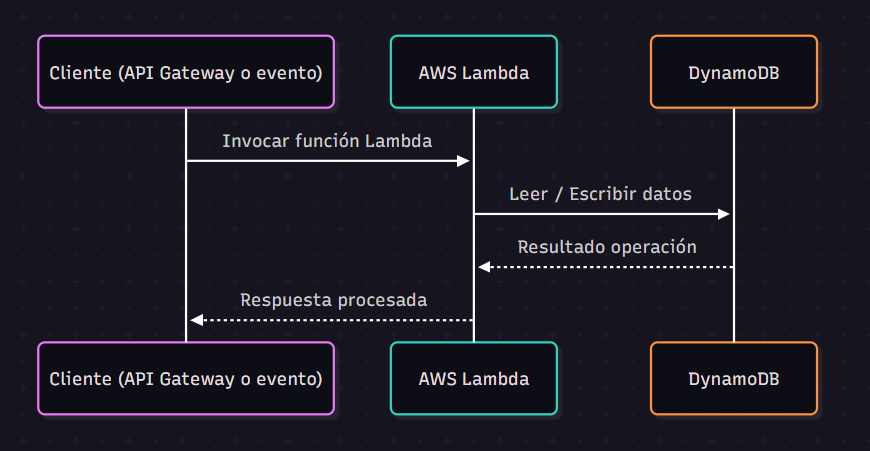 Cliente (API Gateway o evento)
AWS Lambda
DynamoDB
Invocar función Lambda
Leer / Escribir datos
Resultado operación
Respuesta procesada
Cliente (API Gateway o evento)
AWS Lambda
DynamoDB